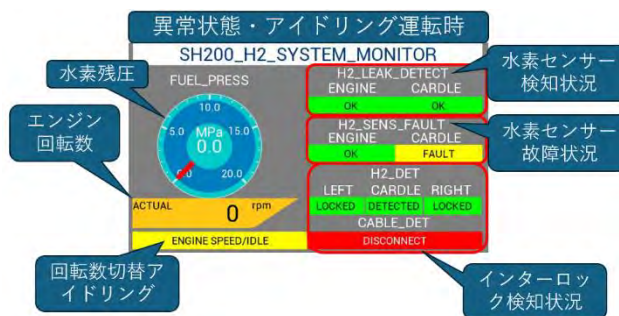 異常状態・アイドリング運転時
SH200_H2_SYSTEM_MONITOR
水素残圧
FUEL_PRESS
10.0
5.0
15.0
MPa
0.0
0.0
20.0
エンジン
回転数
ACTUAL
0
rpm
ENGINE SPEED/IDLE
回転数切替ア
イドリング
H2_LEAK_DETECT
ENGINE CARDLE
OK OK
水素センサー
検知状況
H2_SENS_FAULT
ENGINE CARDLE
OK FAULT
水素センサー
故障状況
H2_DET
LEFT CARDLE RIGHT
LOCKED DETECTED LOCKED
CABLE_DET
DISCONNECT
インターロッ
ク検知状況